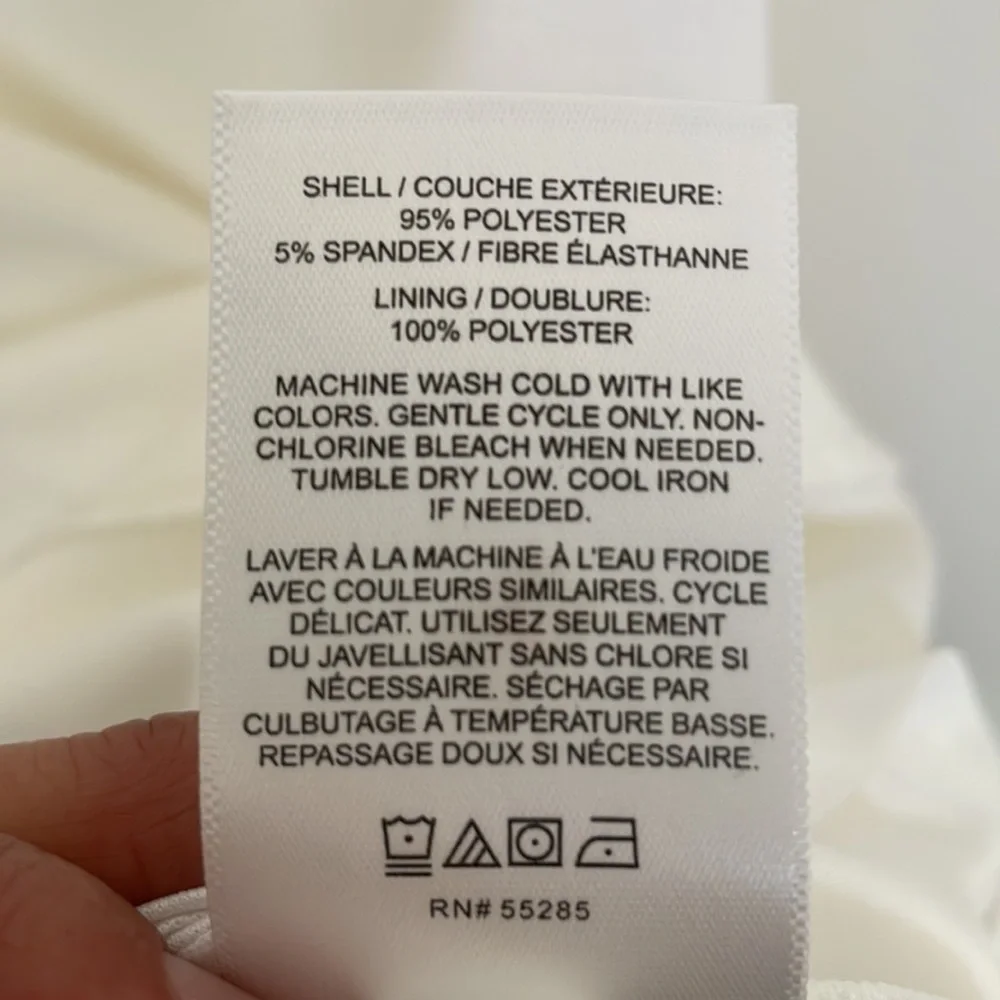 SHELL / COUCHE EXTÉRIEURE:
95% POLYESTER
5% SPANDEX / FIBRE ÉLASTHANNE
LINING / DOUBLURE:
100% POLYESTER
MACHINE WASH COLD WITH LIKE
COLORS. GENTLE CYCLE ONLY. NON-
CHLORINE BLEACH WHEN NEEDED.
TUMBLE DRY LOW. COOL IRON
IF NEEDED.
LAVER À LA MACHINE À L'EAU FROIDE
AVEC COULEURS SIMILAIRES. CYCLE
DÉLICAT. UTILISEZ SEULEMENT
DU JAVELLISANT SANS CHLORE SI
NÉCESSAIRE. SÉCHAGE PAR
CULBUTAGE À TEMPÉRATURE BASSE.
REPASSAGE DOUX SI NÉCESSAIRE.
RN# 55285